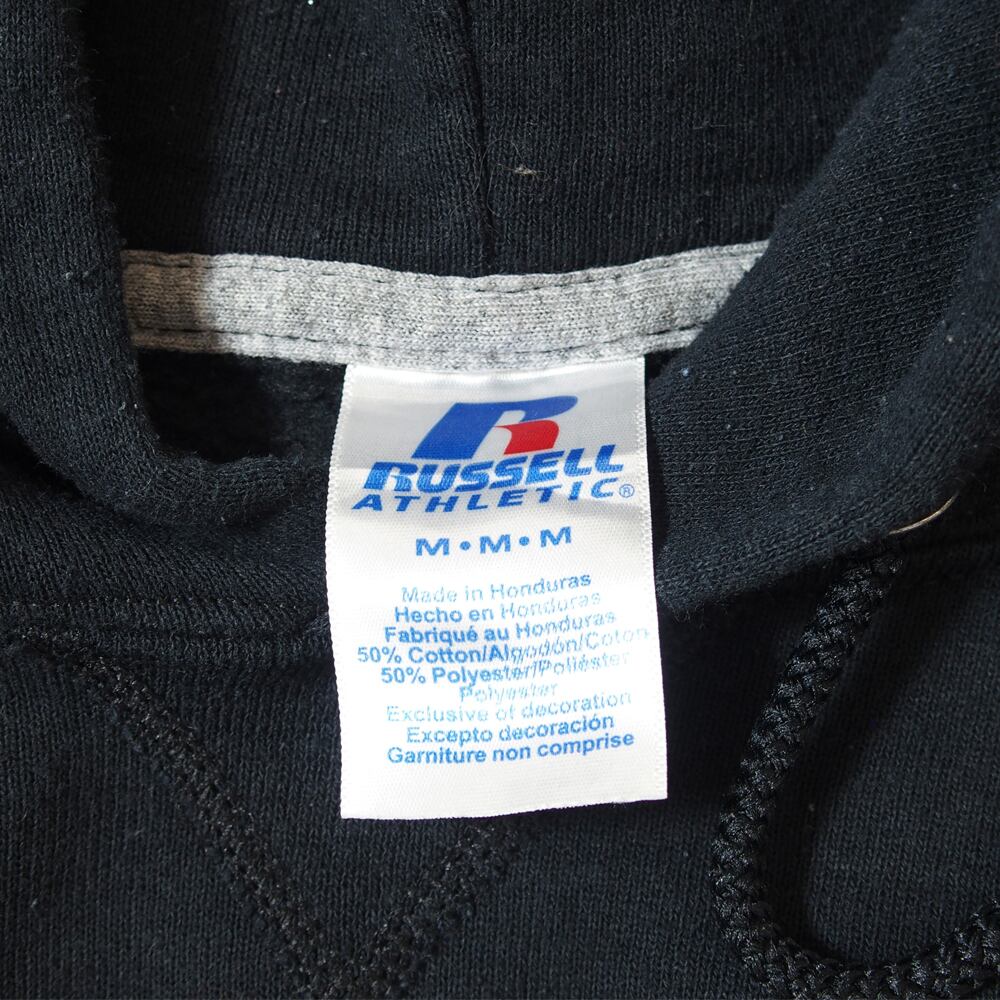 RUSSELL
ATHLETIC®
M•M•M
Made in Honduras
Hecho en Honduras
Fabriqué au Honduras
50% Cotton/Algodón/Coton
50% Polyester/Poliéster
Polyester
Exclusive of decoration
Excepto decoración
Garniture non comprise